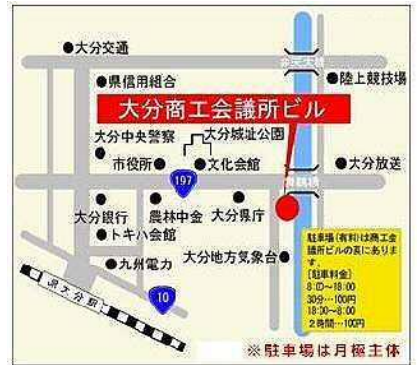 大分交通
県信用組合
陸上競技場
大分商工会議所ビル
大分中央警察
大分城址公園
市役所
文化会館
大分放送
197
大分銀行
農林中金
大分県庁
トキハ会館
九州電力
大分地方気象台
10
JR大分駅
駐車場(有料)は商工会
議所ビルの裏にありま
す。
[駐車料金]
8:00〜18:00
30分…100円
18:00〜8:00
2時間…100円
※駐車場は月極主体